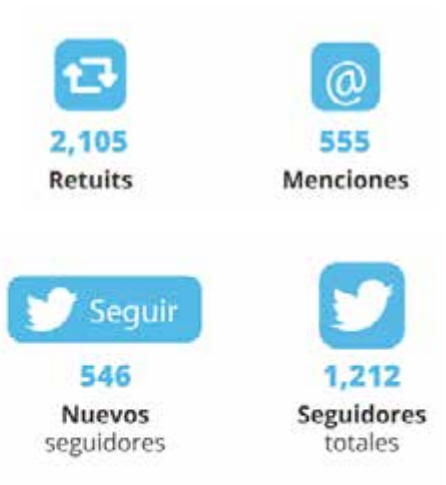 2,105
Retuits
@
555
Menciones
Seguir
546
Nuevos
seguidores
1,212
Seguidores
totales